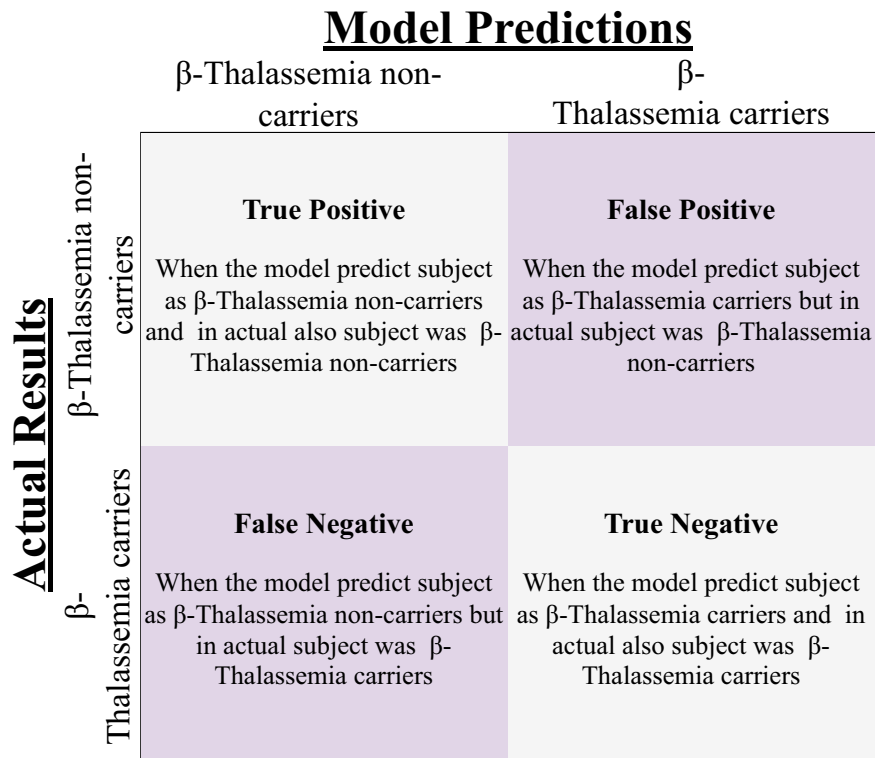 Model Predictions
β-Thalassemia non-
carriers
β-
Thalassemia carriers
Actual Results
β-Thalassemia non-
carriers
True Positive
When the model predict subject
as β-Thalassemia non-carriers
and in actual also subject was β-
Thalassemia non-carriers
False Positive
When the model predict subject
as β-Thalassemia carriers but in
actual subject was β-Thalassemia
non-carriers
β-
Thalassemia carriers
False Negative
When the model predict subject
as β-Thalassemia non-carriers but
in actual subject was β-
Thalassemia carriers
True Negative
When the model predict subject
as β-Thalassemia carriers and in
actual also subject was β-
Thalassemia carriers